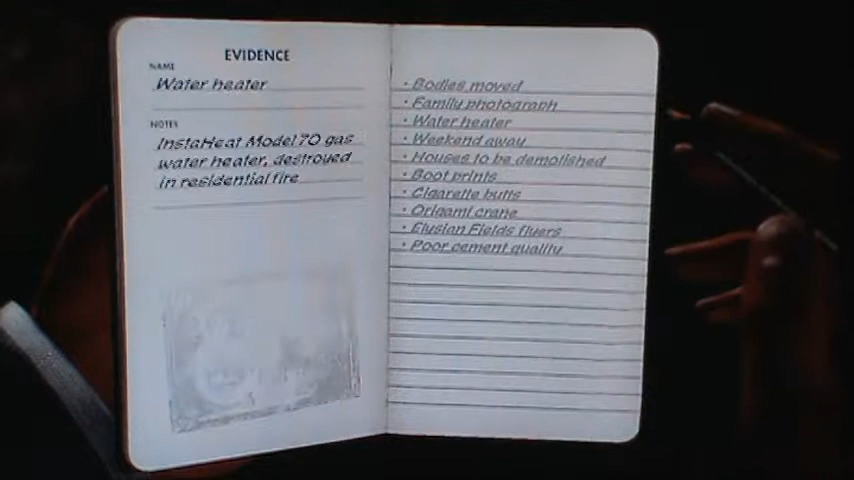 EVIDENCE
NAME
Water heater
NOTES
InstaHeat Model 70 gas
water heater, destroyed
in residential fire
• Bodies moved
• Family photograph
• Water heater
• Weekend away
• Houses to be demolished
• Boot prints
• Cigarette butts
• Origami crane
• Elysian Fields flyers
• Poor cement quality